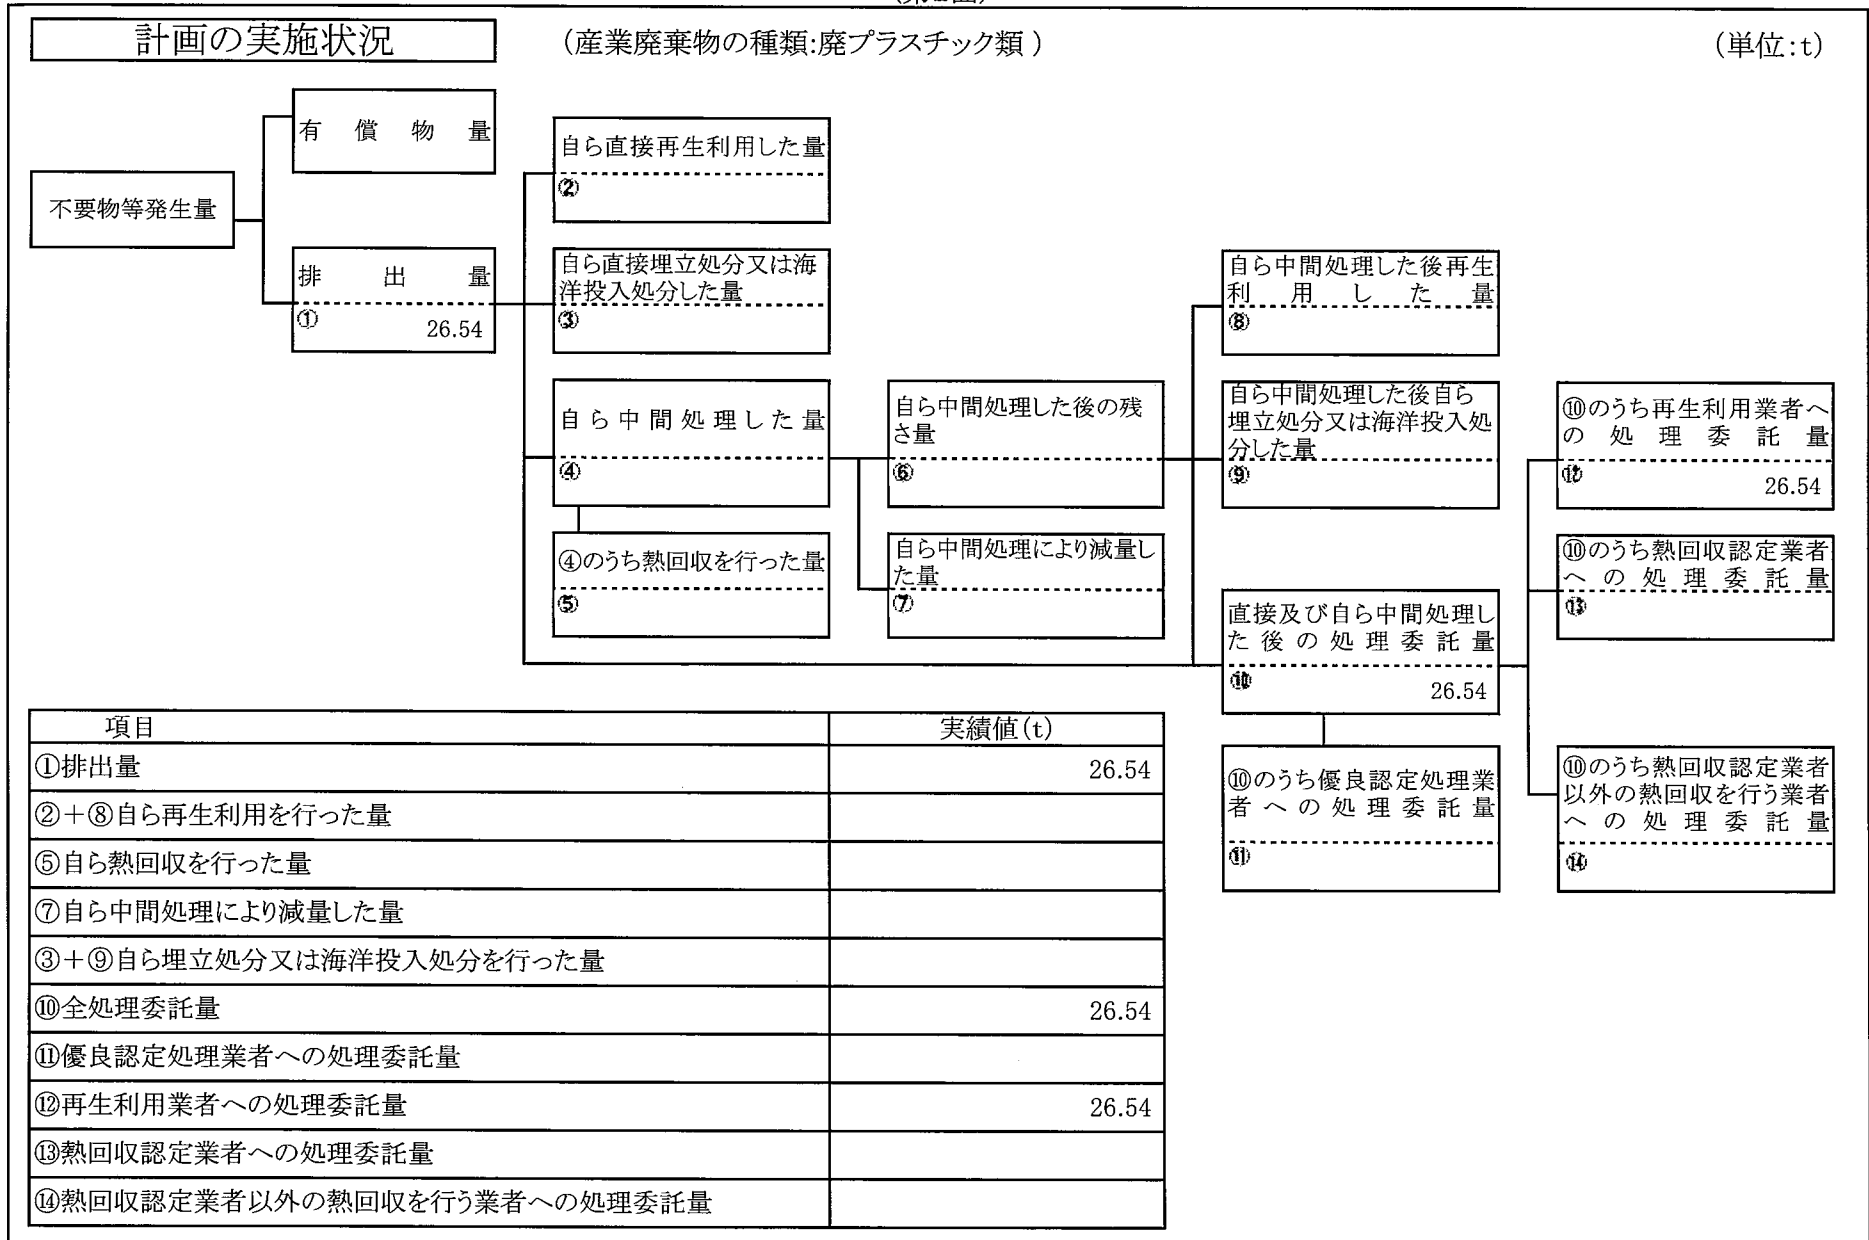 計画の実施状況
(産業廃棄物の種類:廃プラスチック類 )
(単位:t)
不要物等発生量
有償物量
排出量
① 26.54
自ら直接再生利用した量
②
自ら直接埋立処分又は海
洋投入処分した量
③
自ら中間処理した量
④
④のうち熱回収を行った量
⑤
自ら中間処理した後の残
さ量
⑥
自ら中間処理により減量し
た量
⑦
自ら中間処理した後再生
利用した量
⑧
自ら中間処理した後自ら
埋立処分又は海洋投入処
分した量
⑨
直接及び自ら中間処理し
た後の処理委託量
⑩ 26.54
⑩のうち優良認定処理業
者への処理委託量
⑪
⑩のうち再生利用業者へ
の処理委託量
⑫ 26.54
⑩のうち熱回収認定業者
への処理委託量
⑬
⑩のうち熱回収認定業者
以外の熱回収を行う業者
への処理委託量
⑭
項目 実績値(t)
①排出量 26.54
②+⑧自ら再生利用を行った量
⑤自ら熱回収を行った量
⑦自ら中間処理により減量した量
③+⑨自ら埋立処分又は海洋投入処分を行った量
⑩全処理委託量 26.54
⑪優良認定処理業者への処理委託量
⑫再生利用業者への処理委託量 26.54
⑬熱回収認定業者への処理委託量
⑭熱回収認定業者以外の熱回収を行う業者への処理委託量